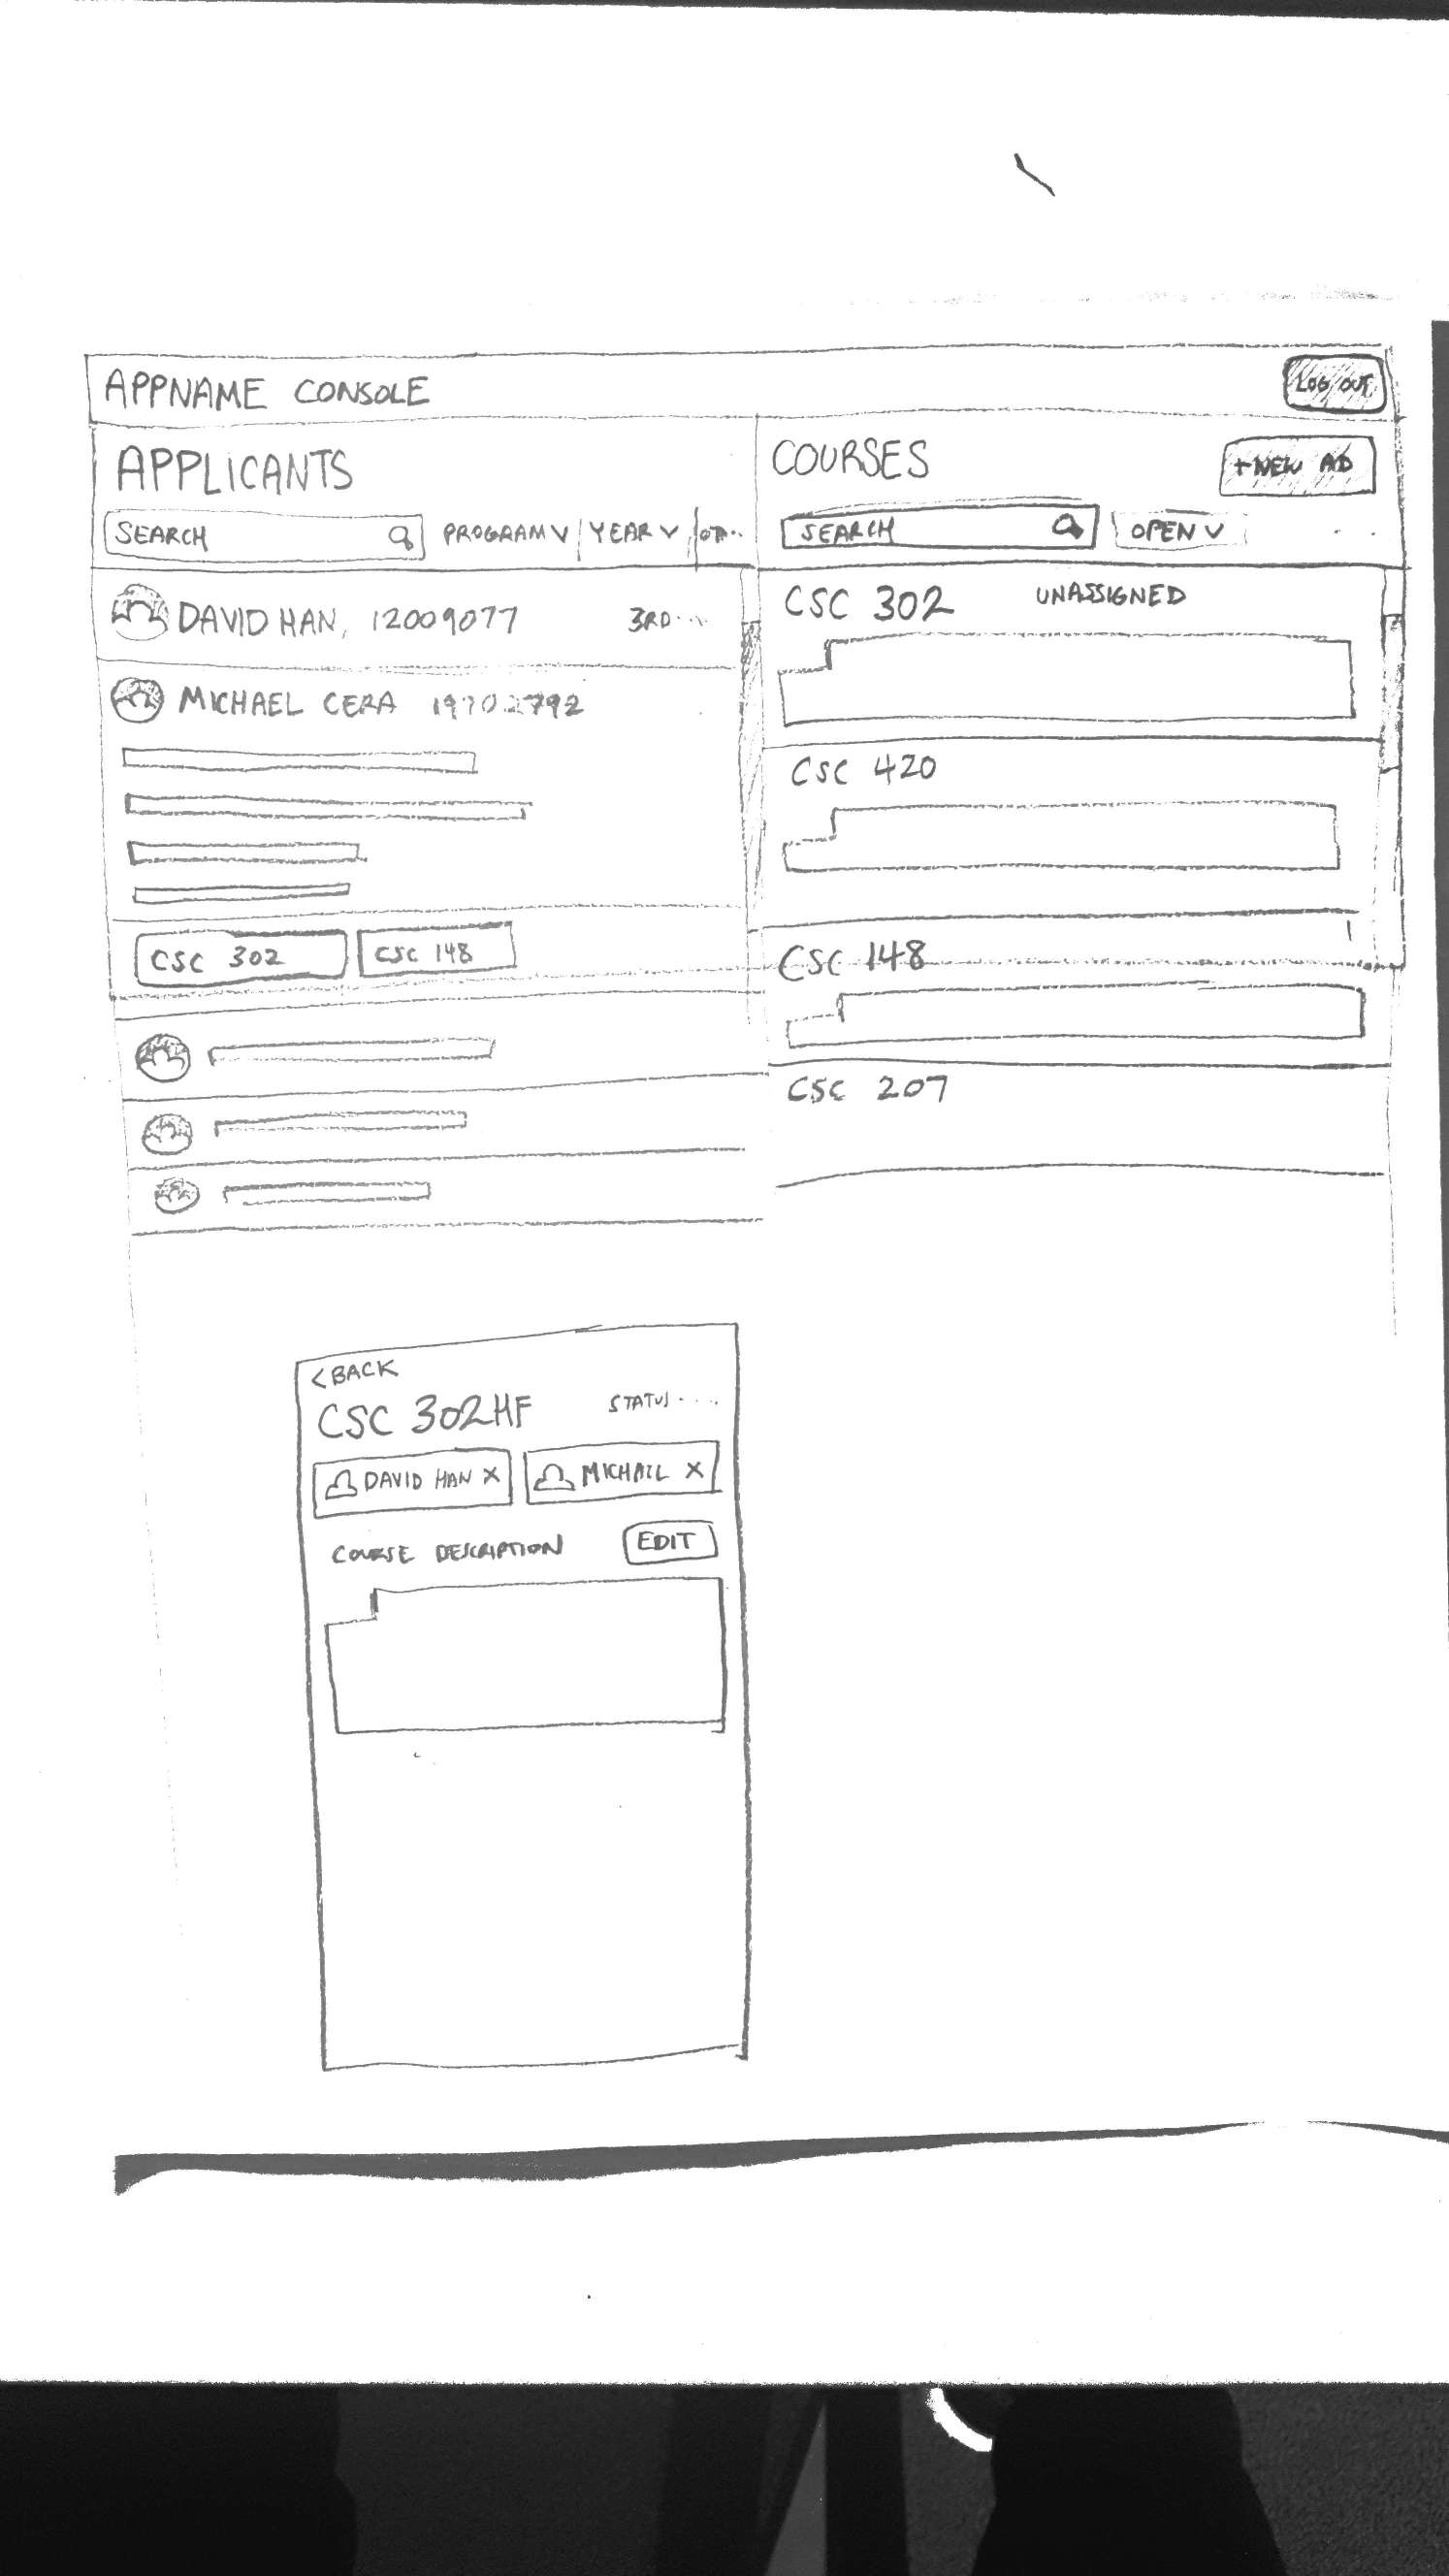 APPNAME CONSOLE
LOG OUT
APPLICANTS
SEARCH
PROGRAM V YEAR V
DAVID HAN, 12009077
3RD...
MICHAEL CERA 19702792
CSC 302
CSC 148
COURSES
+NEW AD
SEARCH
OPEN V
CSC 302 UNASSIGNED
CSC 420
CSC 148
CSC 207
<BACK
CSC 302HF
STATUS....
DAVID HAN X
MICHAEL X
COURSE DESCRIPTION
EDIT